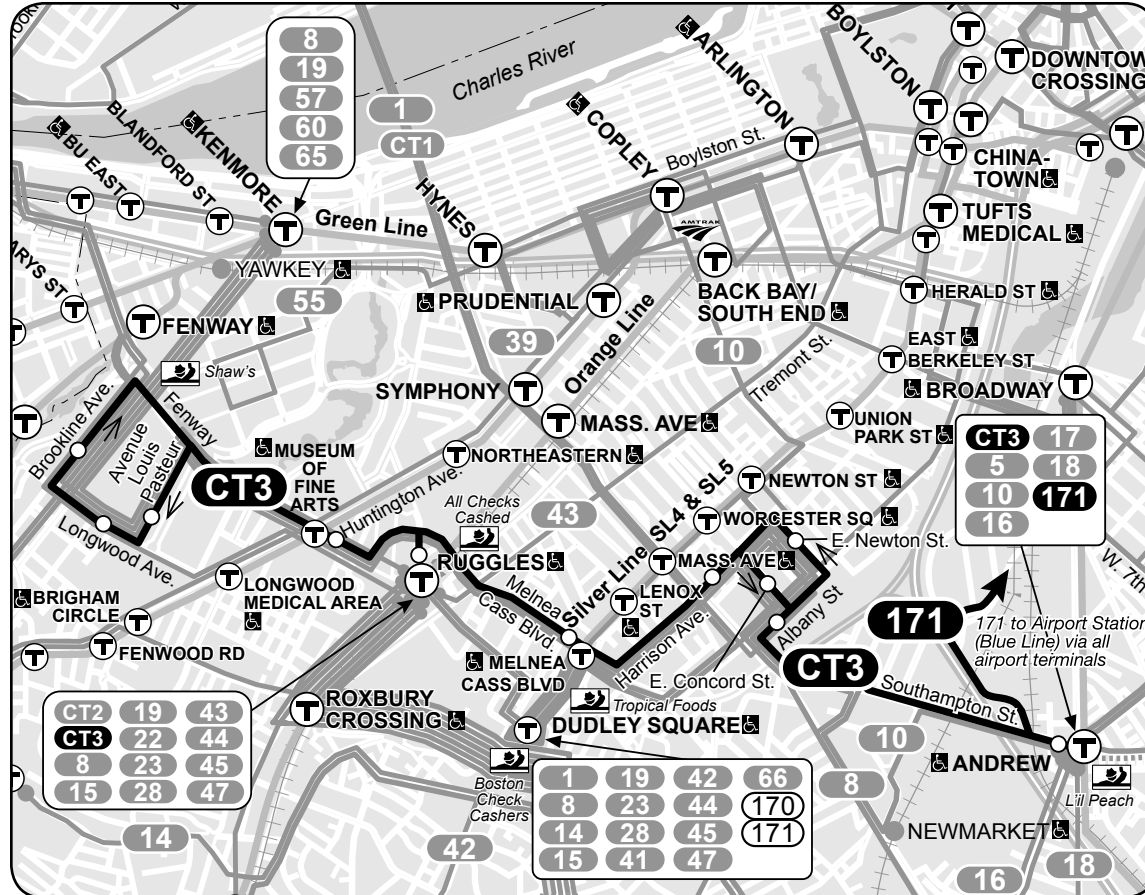 8
19
57
60
65
1
CT1
Charles River
ARLINGTON
BOYLSTON
DOWNTOW
CROSSING
COPLEY
Boylston St.
CHINA-
TOWN
TUFTS
MEDICAL
KENMORE
BLANDFORD ST
BU EAST
HYNES
Green Line
AMTRAK
YAWKEY
55
ARYS ST
FENWAY
PRUDENTIAL
BACK BAY/
SOUTH END
HERALD ST
39
Orange Line
10
Tremont St.
EAST
BERKELEY ST
BROADWAY
Shaw's
SYMPHONY
MASS. AVE
UNION
PARK ST
Brookline Ave.
Fenway
Avenue
Louis
Pasteur
Longwood Ave.
CT3
MUSEUM
OF
FINE
ARTS
Huntington Ave.
NORTHEASTERN
All Checks
Cashed
43
NEWTON ST
WORCESTER SQ
E. Newton St.
Silver Line SL4 & SL5
MASS. AVE
RUGGLES
LENOX
ST
Melnea
Cass Blvd.
Harrison Ave.
Albany St
E. Concord St.
CT3
17
5
18
10
171
16
W. 7th
171
171 to Airport Station
(Blue Line) via all
airport terminals
CT3
Southampton St.
BRIGHAM
CIRCLE
LONGWOOD
MEDICAL AREA
FENWOOD RD
MELNEA
CASS BLVD
Tropical Foods
ROXBURY
CROSSING
DUDLEY SQUARE
CT2 19 43
CT3 22 44
8 23 45
15 28 47
Boston
Check
Cashers
1 19 42 66
8 23 44 170
14 28 45 171
15 41 47
10
8
ANDREW
L'il Peach
NEWMARKET
14
42
16
18